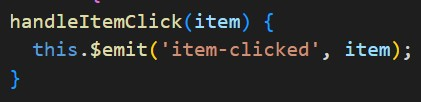 handleItemClick(item) {
  this.$emit('item-clicked', item);
}